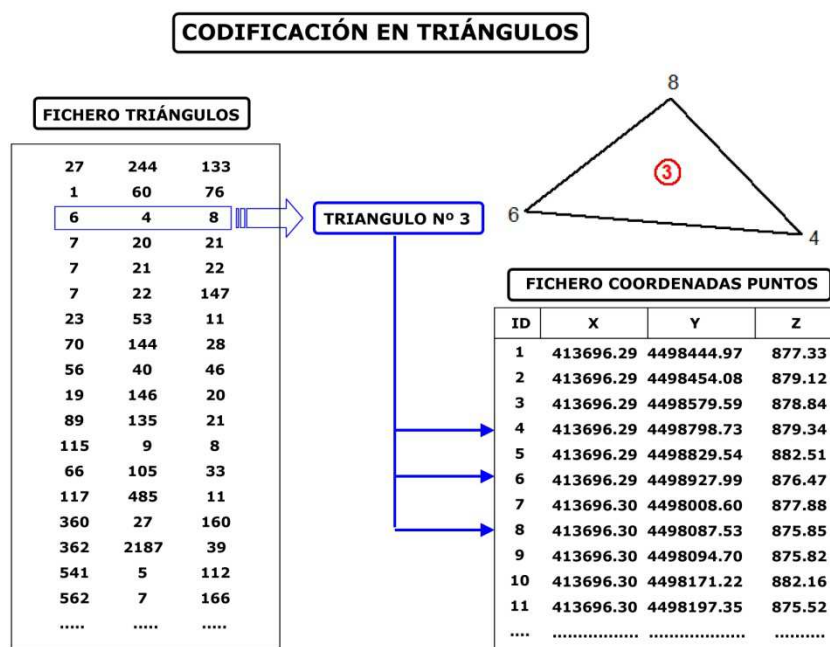 CODIFICACIÓN EN TRIÁNGULOS
FICHERO TRIÁNGULOS
27 244 133
1 60 76
6 4 8
7 20 21
7 21 22
7 22 147
23 53 11
70 144 28
56 40 46
19 146 20
89 135 21
115 9 8
66 105 33
117 485 11
360 27 160
362 2187 39
541 5 112
562 7 166
..... ..... .....
TRIANGULO Nº 3
8
3
6
4
FICHERO COORDENADAS PUNTOS
ID X Y Z
1 413696.29 4498444.97 877.33
2 413696.29 4498454.08 879.12
3 413696.29 4498579.59 878.84
4 413696.29 4498798.73 879.34
5 413696.29 4498829.54 882.51
6 413696.29 4498927.99 876.47
7 413696.30 4498008.60 877.88
8 413696.30 4498087.53 875.85
9 413696.30 4498094.70 875.82
10 413696.30 4498171.22 882.16
11 413696.30 4498197.35 875.52
.... ................. ................... ..........